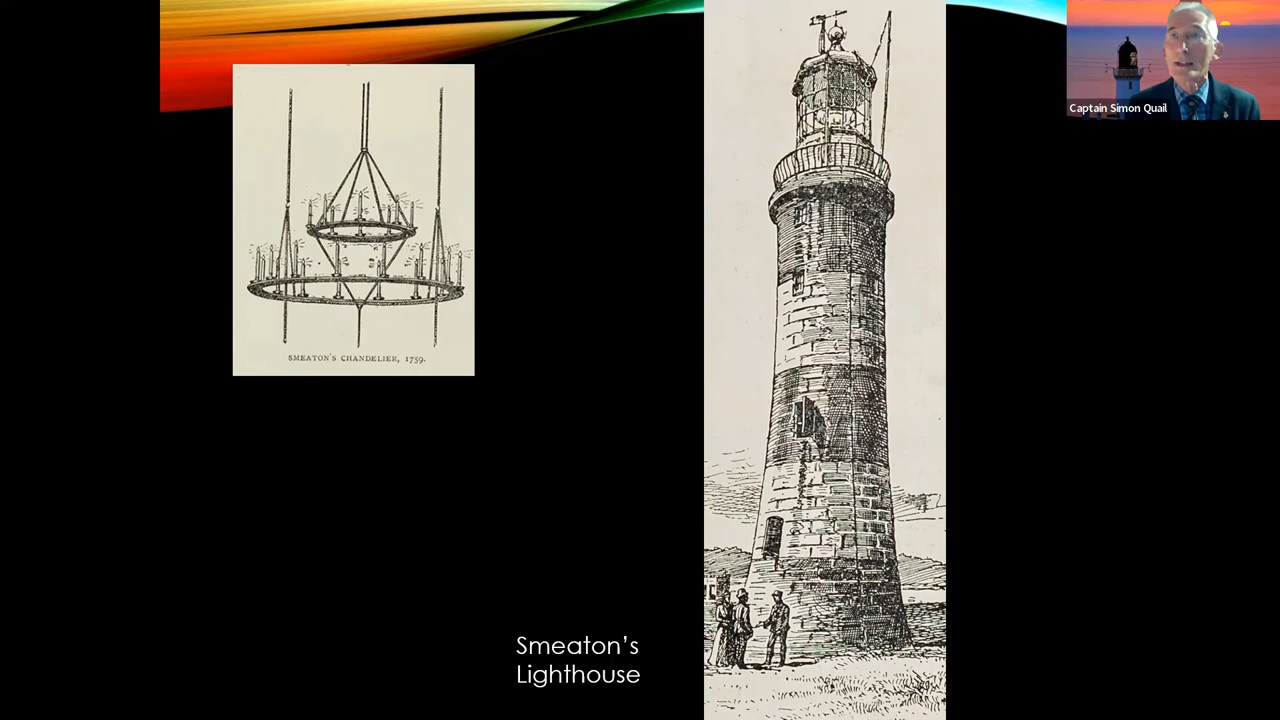 Captain Simon Quail
SMEATON'S CHANDELIER, 1759.
Smeaton's
Lighthouse